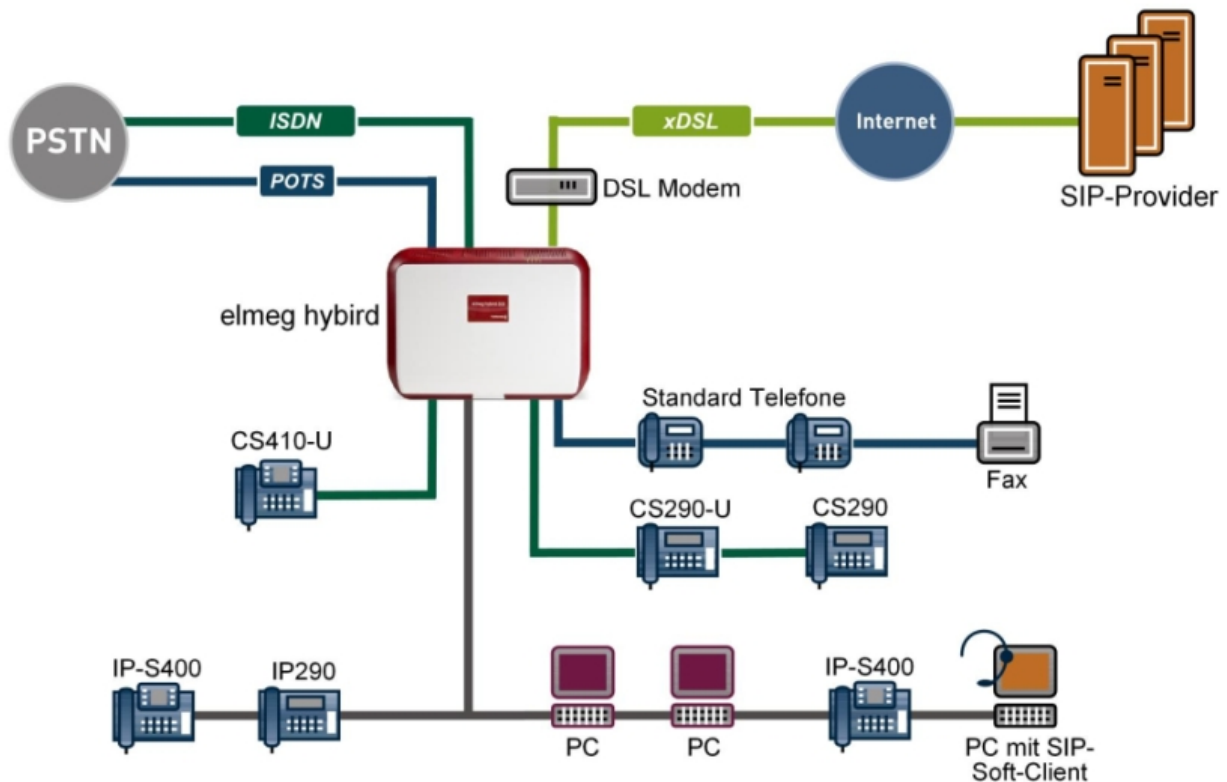 PSTN
ISDN
POTS
xDSL
Internet
DSL Modem
SIP-Provider
elmeg hybird
Standard Telefone
Fax
CS410-U
CS290-U
CS290
IP-S400
IP290
PC
PC
IP-S400
PC mit SIP-
Soft-Client